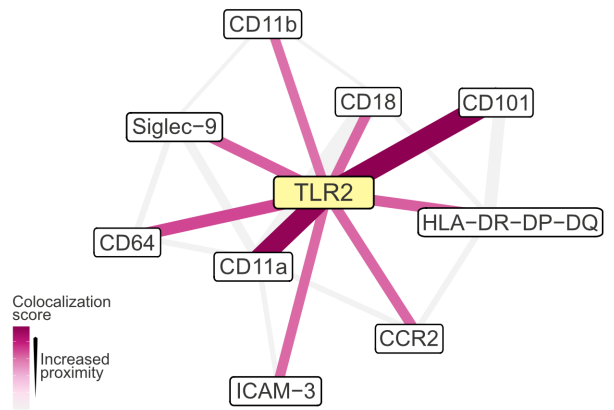 CD11b
CD18
CD101
Siglec−9
TLR2
HLA−DR−DP−DQ
CD64
CD11a
CCR2
ICAM−3
Colocalization
score
Increased
proximity